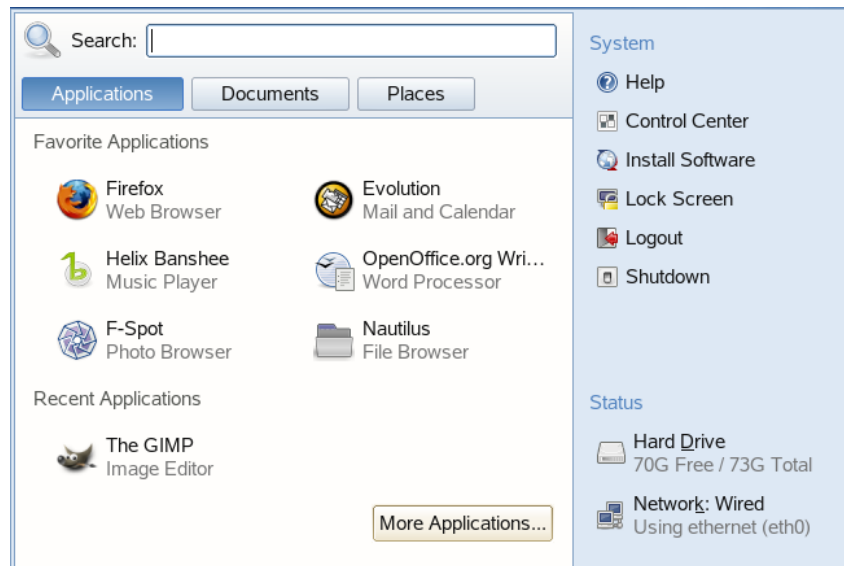 Search:
Applications
Documents
Places
Favorite Applications
Firefox
Web Browser
Evolution
Mail and Calendar
Helix Banshee
Music Player
OpenOffice.org Wri...
Word Processor
F-Spot
Photo Browser
Nautilus
File Browser
Recent Applications
The GIMP
Image Editor
More Applications...
System
Help
Control Center
Install Software
Lock Screen
Logout
Shutdown
Status
Hard Drive
70G Free / 73G Total
Network: Wired
Using ethernet (eth0)